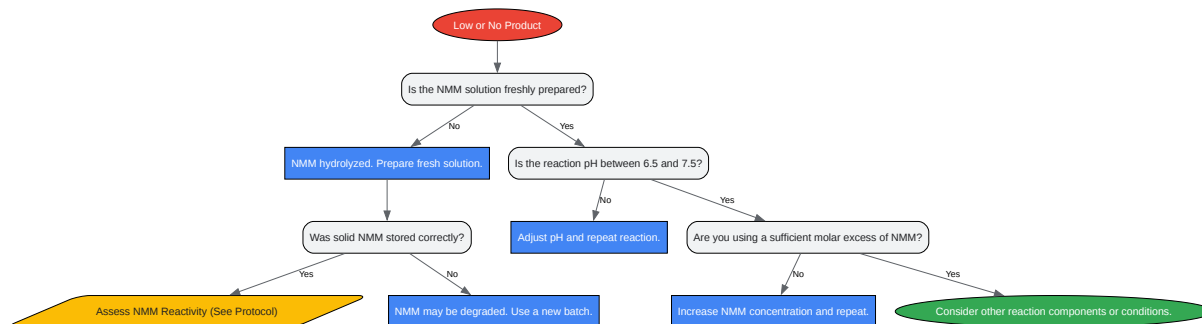 Low or No Product
Is the NMM solution freshly prepared?
No
Yes
NMM hydrolyzed. Prepare fresh solution.
Is the reaction pH between 6.5 and 7.5?
No
Yes
Was solid NMM stored correctly?
Adjust pH and repeat reaction.
Are you using a sufficient molar excess of NMM?
Yes
No
No
Yes
Assess NMM Reactivity (See Protocol)
NMM may be degraded. Use a new batch.
Increase NMM concentration and repeat.
Consider other reaction components or conditions.